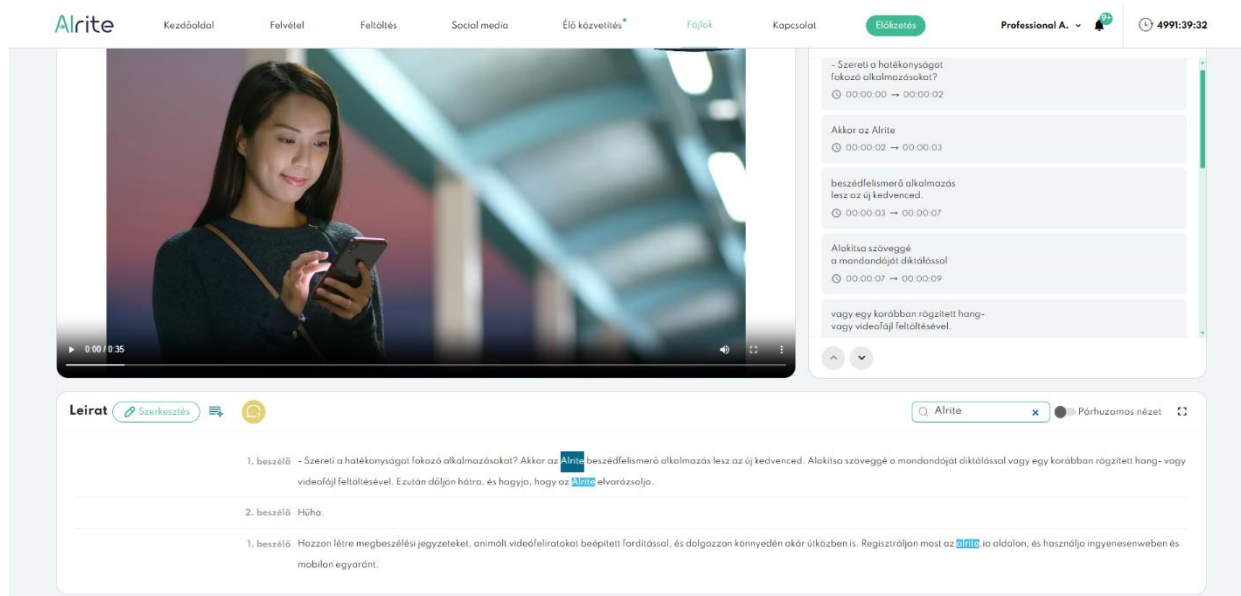 Alrite
Kezdőoldal
Felvétel
Feltöltés
Social media
Élő közvetítés
Fájlok
Kapcsolat
Előfizetés
Professional A.
9+
4991:39:32
- Szereti a hatékonyságot
fokozó alkalmazásokat?
00:00:00 → 00:00:02
Akkor az Alrite
00:00:02 → 00:00:03
beszédfelismerő alkalmazás
lesz az új kedvenced.
00:00:03 → 00:00:07
Alakítsa szöveggé
a mondandóját diktálással
00:00:07 → 00:00:09
vagy egy korábban rögzített hang-
vagy videofájl feltöltésével.
0:00 / 0:35
Leirat
Szerkesztés
Alrite
Párhuzamos nézet
1. beszélő - Szereti a hatékonyságot fokozó alkalmazásokat? Akkor az Alrite beszédfelismerő alkalmazás lesz az új kedvenced. Alakítsa szöveggé a mondandóját diktálással vagy egy korábban rögzített hang- vagy
videofájl feltöltésével. Ezután dőljön hátra, és hagyja, hogy az Alrite elvarázsolja.
2. beszélő Hűha.
1. beszélő Hozzon létre megbeszélési jegyzeteket, animált videófeliratokat beépített fordítással, és dolgozzon könnyedén akár útközben is. Regisztráljon most az alrite.io oldalon, és használja ingyenesenweben és
mobilon egyaránt.